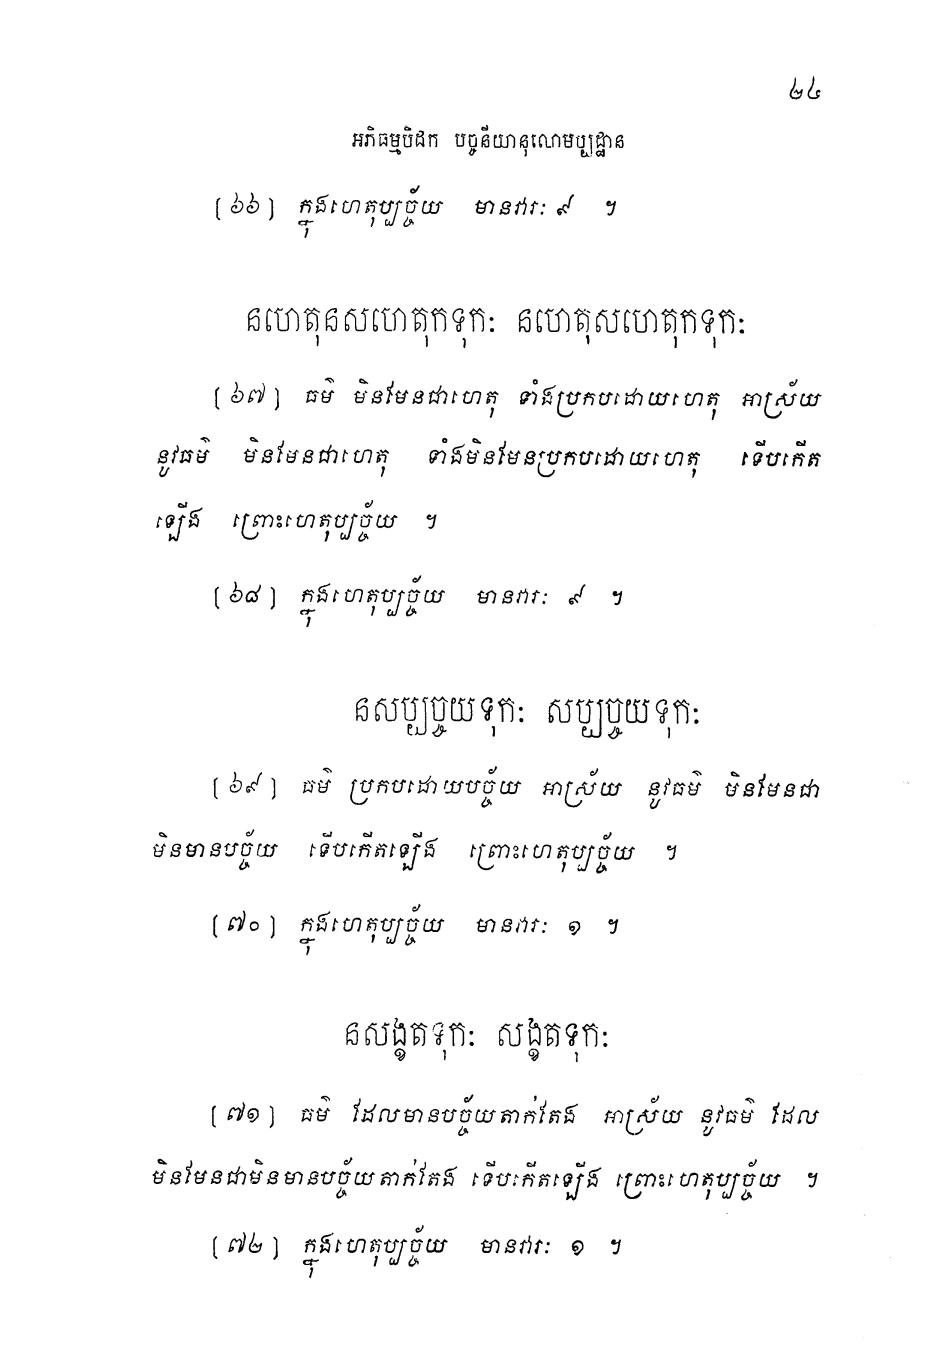 ២៤
អភិធម្មបិដក បច្ចនីយានុលោមប្បដ្ឋាន
[ ៦៦ ] ក្នុងហេតុប្បច្ច័យ មានវារៈ ៩ ។
នហេតុនសហេតុកទុកៈ នហេតុសហេតុកទុកៈ
[ ៦៧ ] ធម៌ មិនមែនជាហេតុ ទាំងប្រកបដោយហេតុ អាស្រ័យ
នូវធម៌ មិនមែនជាហេតុ ទាំងមិនមែនប្រកបដោយហេតុ ទើបកើត
ឡើង ព្រោះហេតុប្បច្ច័យ ។
[ ៦៨ ] ក្នុងហេតុប្បច្ច័យ មានវារៈ ៩ ។
នសប្បច្ចយទុកៈ សប្បច្ចយទុកៈ
[ ៦៩ ] ធម៌ ប្រកបដោយបច្ច័យ អាស្រ័យ នូវធម៌ មិនមែនជា
មិនមានបច្ច័យ ទើបកើតឡើង ព្រោះហេតុប្បច្ច័យ ។
[ ៧០ ] ក្នុងហេតុប្បច្ច័យ មានវារៈ ១ ។
នសង្ខតទុកៈ សង្ខតទុកៈ
[ ៧១ ] ធម៌ ដែលមានបច្ច័យតាក់តែង អាស្រ័យ នូវធម៌ ដែល
មិនមែនជាមិនមានបច្ច័យតាក់តែង ទើបកើតឡើង ព្រោះហេតុប្បច្ច័យ ។
[ ៧២ ] ក្នុងហេតុប្បច្ច័យ មានវារៈ ១ ។